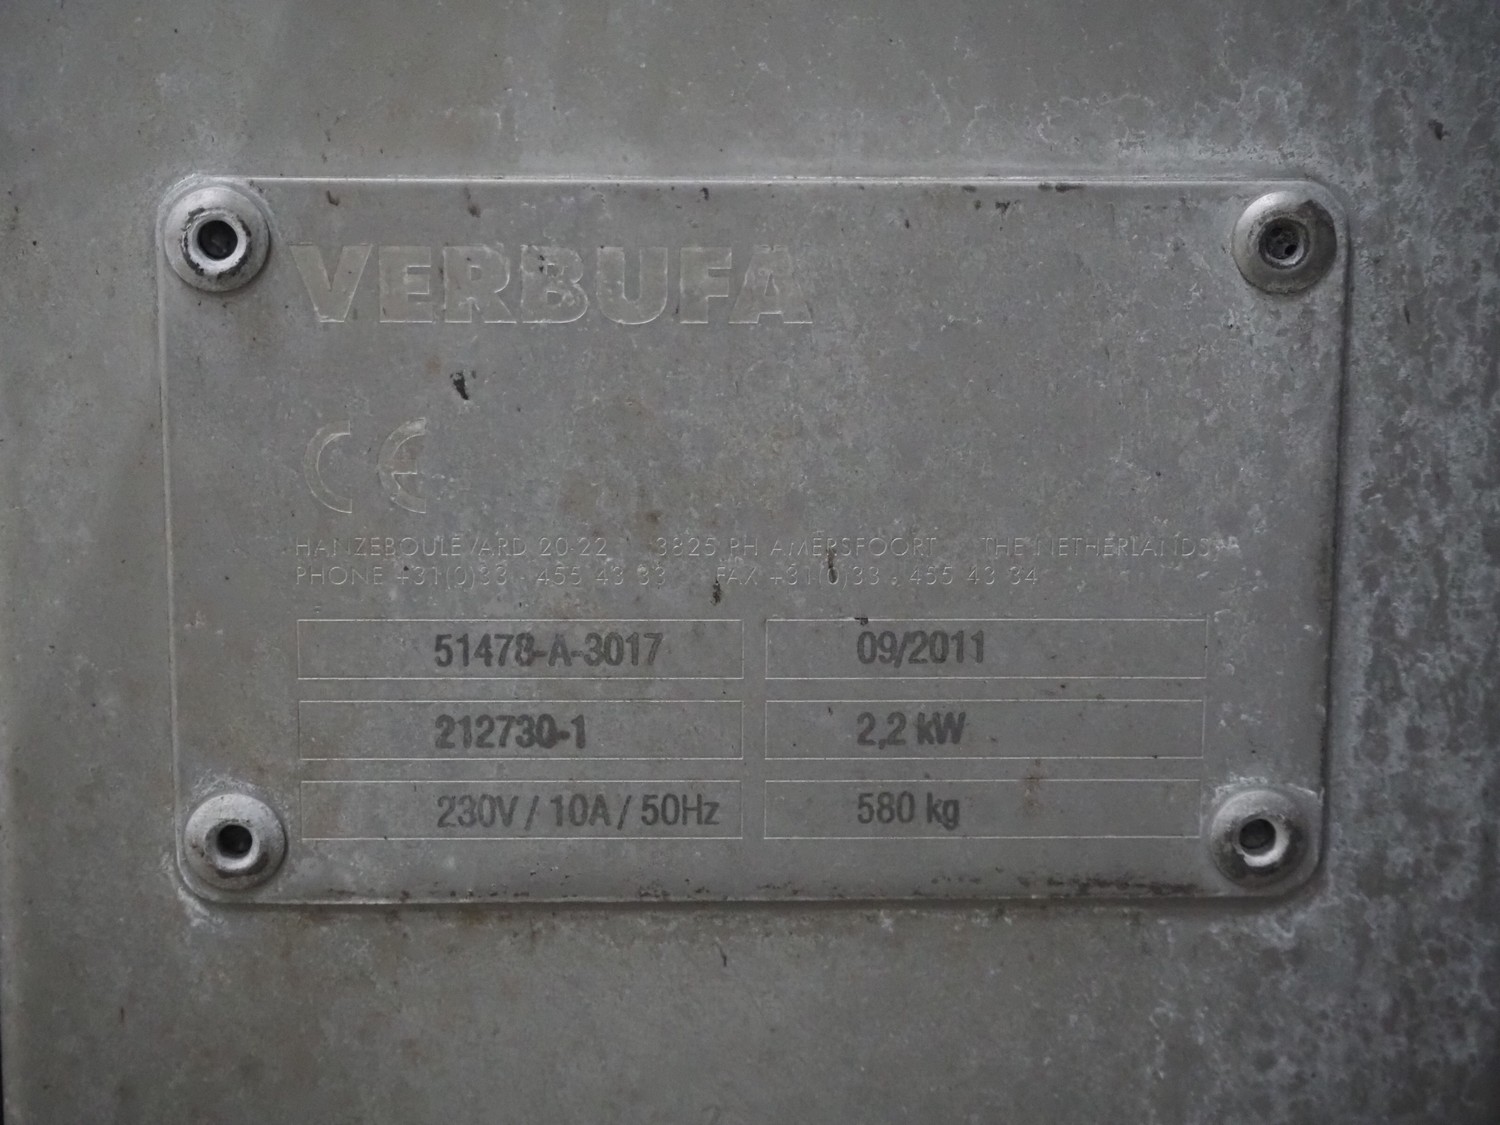 VERBUFA
CE
HANZEBOULEVARD 20-22 3825 PH AMERSFOORT THE NETHERLANDS
PHONE +31(0)33 - 455 43 33 FAX +31(0)33 - 455 43 34
51478-A-3017 09/2011
212730-1 2,2 kW
230V / 10A / 50Hz 580 kg